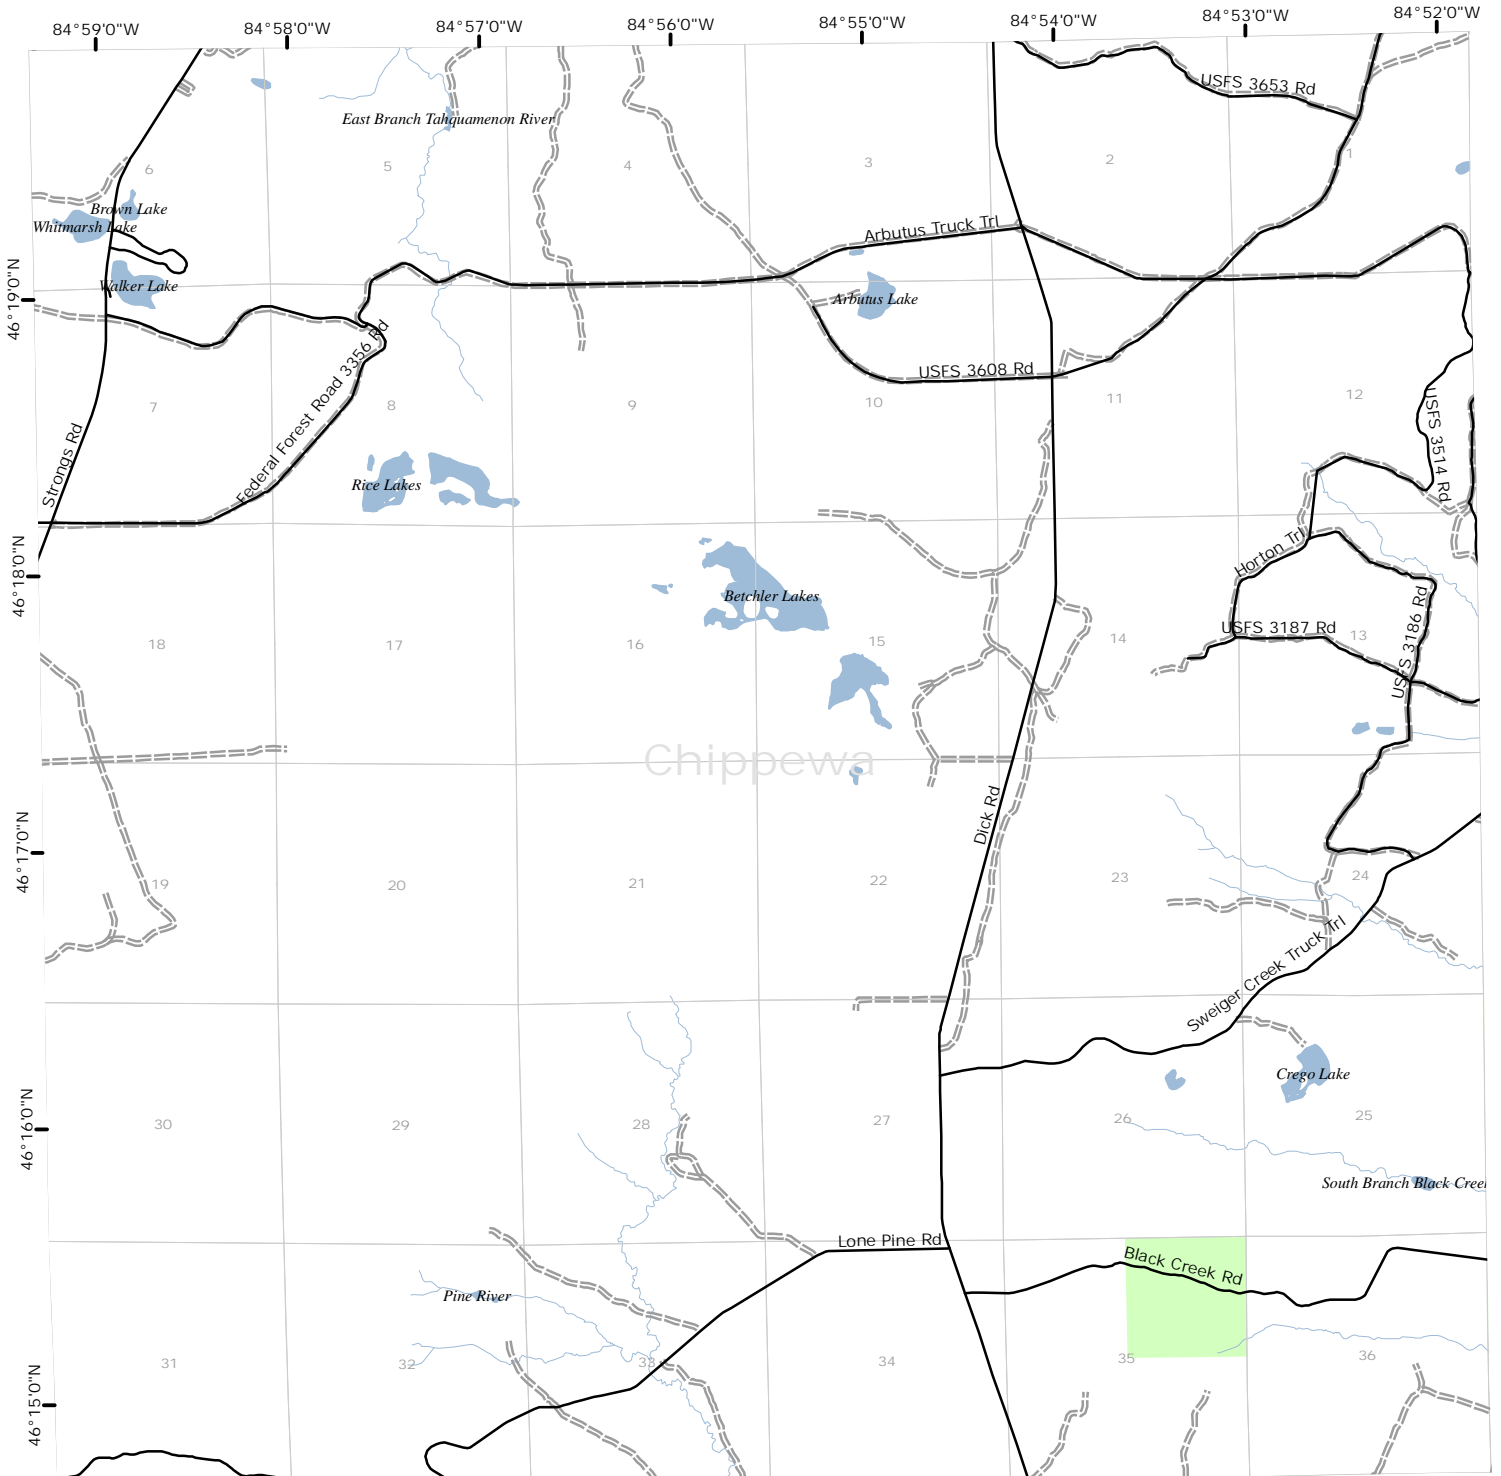 84°59'0"W 84°58'0"W 84°57'0"W 84°56'0"W 84°55'0"W 84°54'0"W 84°53'0"W 84°52'0"W
USFS 3653 Rd
East Branch Tahquamenon River
6 5 4 3 2 1
Brown Lake
Whitmarsh Lake
Arbutus Truck Trl
Walker Lake
46°19'0"N
Arbutus Lake
Federal Forest Road 3356 Rd
USFS 3608 Rd
7 8 9 10 11 12
USFS 3514 Rd
Strongs Rd
Rice Lakes
Horton Trl
46°18'0"N
Betchler Lakes
USFS 3187 Rd
USFS 3186 Rd
18 17 16 15 14 13
Chippewa
Dick Rd
46°17'0"N
19 20 21 22 23 24
Sweiger Creek Truck Trl
Crego Lake
46°16'0"N
30 29 28 27 26 25
South Branch Black Creek
Lone Pine Rd
Black Creek Rd
Pine River
31 32 33 34 35 36
46°15'0"N